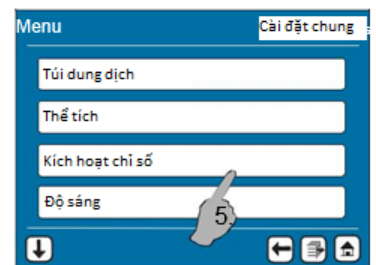 Menu
Cài đặt chung
Túi dung dịch
Thể tích
Kích hoạt chỉ số
Độ sáng
5.